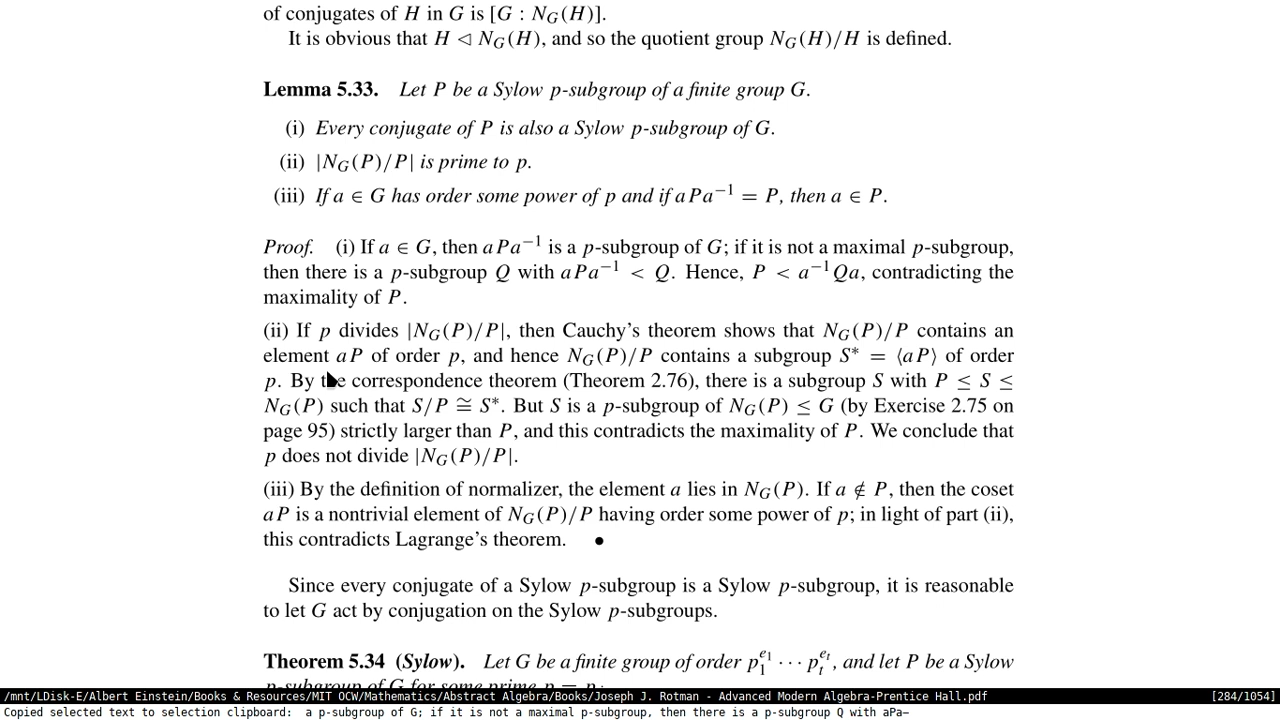 of conjugates of H in G is [G : N_G(H)].
It is obvious that H ◁ N_G(H), and so the quotient group N_G(H)/H is defined.
Lemma 5.33. Let P be a Sylow p-subgroup of a finite group G.
(i) Every conjugate of P is also a Sylow p-subgroup of G.
(ii) |N_G(P)/P| is prime to p.
(iii) If a ∈ G has order some power of p and if aPa⁻¹ = P, then a ∈ P.
Proof. (i) If a ∈ G, then aPa⁻¹ is a p-subgroup of G; if it is not a maximal p-subgroup,
then there is a p-subgroup Q with aPa⁻¹ < Q. Hence, P < a⁻¹Qa, contradicting the
maximality of P.
(ii) If p divides |N_G(P)/P|, then Cauchy's theorem shows that N_G(P)/P contains an
element aP of order p, and hence N_G(P)/P contains a subgroup S* = ⟨aP⟩ of order
p. By the correspondence theorem (Theorem 2.76), there is a subgroup S with P ≤ S ≤
N_G(P) such that S/P ≅ S*. But S is a p-subgroup of N_G(P) ≤ G (by Exercise 2.75 on
page 95) strictly larger than P, and this contradicts the maximality of P. We conclude that
p does not divide |N_G(P)/P|.
(iii) By the definition of normalizer, the element a lies in N_G(P). If a ∉ P, then the coset
aP is a nontrivial element of N_G(P)/P having order some power of p; in light of part (ii),
this contradicts Lagrange's theorem. •
Since every conjugate of a Sylow p-subgroup is a Sylow p-subgroup, it is reasonable
to let G act by conjugation on the Sylow p-subgroups.
Theorem 5.34 (Sylow). Let G be a finite group of order p₁^{e₁} ··· p_t^{e_t}, and let P be a Sylow
p-subgroup of G for some prime p = p
/mnt/LDisk-E/Albert Einstein/Books & Resources/MIT OCW/Mathematics/Abstract Algebra/Books/Joseph J. Rotman - Advanced Modern Algebra-Prentice Hall.pdf [284/1054]
Copied selected text to selection clipboard: a p-subgroup of G; if it is not a maximal p-subgroup, then there is a p-subgroup Q with aPa−